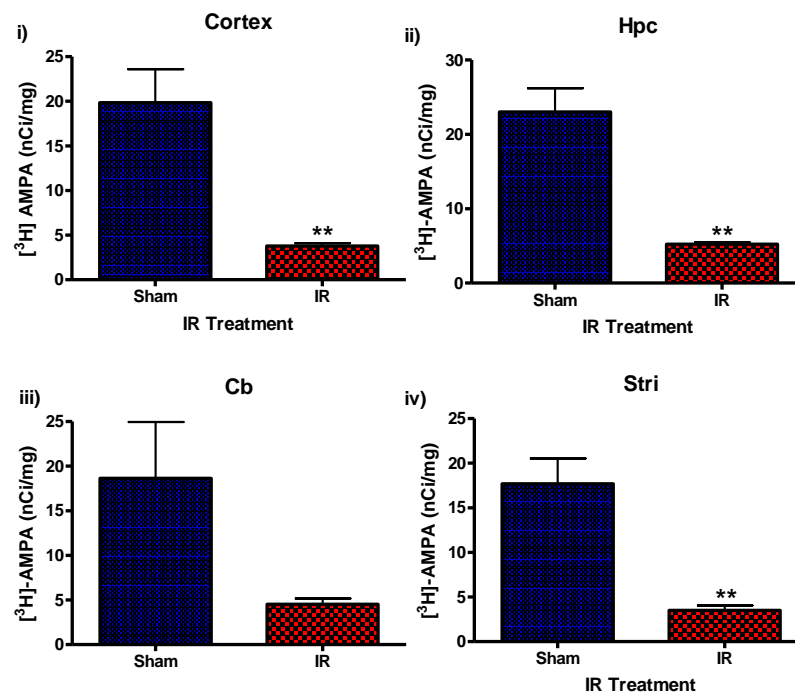 i)
Cortex
[³H] AMPA (nCi/mg)
25
20
15
10
5
0
**
Sham IR
IR Treatment
ii)
Hpc
[³H]-AMPA (nCi/mg)
30
20
10
0
**
Sham IR
IR Treatment
iii)
Cb
[³H]-AMPA (nCi/mg)
25
20
15
10
5
0
Sham IR
iv)
Stri
[³H]-AMPA (nCi/mg)
25
20
15
10
5
0
**
Sham IR
IR Treatment